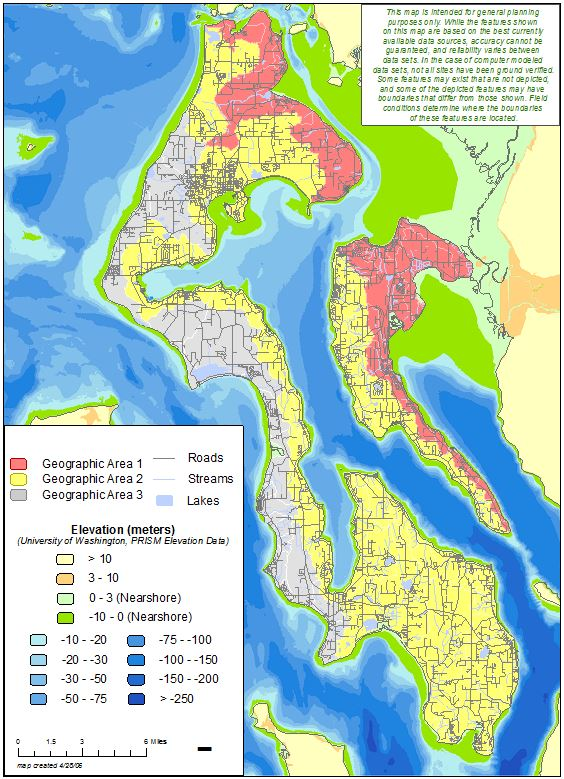 This map is intended for general planning
purposes only. While the features shown
on this map are based on the best currently
available data sources, accuracy cannot be
guaranteed, and reliability varies between
data sets. In the case of computer modeled
data sets, not all sites have been ground verified.
Some features may exist that are not depicted,
and some of the depicted features may have
boundaries that differ from those shown. Field
conditions determine where the boundaries
of these features are located.
Geographic Area 1
Geographic Area 2
Geographic Area 3
Roads
Streams
Lakes
Elevation (meters)
(University of Washington, PRISM Elevation Data)
> 10
3 - 10
0 - 3 (Nearshore)
-10 - 0 (Nearshore)
-10 - -20
-20 - -30
-30 - -50
-50 - -75
-75 - -100
-100 - -150
-150 - -200
> -250
0 1.5 3 6 Miles
map created 4/28/09